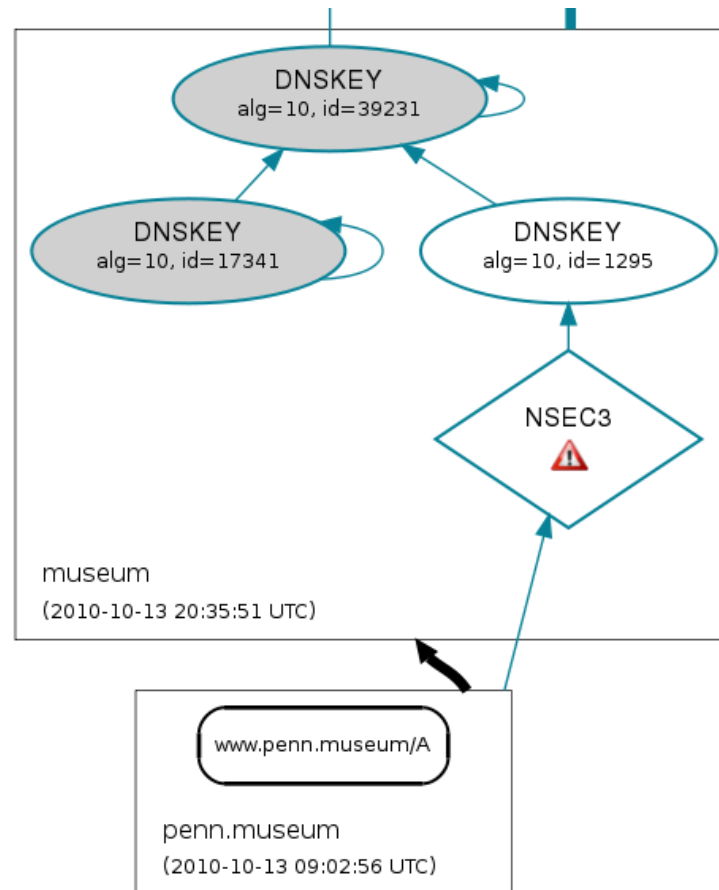 DNSKEY
alg=10, id=39231
DNSKEY
alg=10, id=17341
DNSKEY
alg=10, id=1295
NSEC3
museum
(2010-10-13 20:35:51 UTC)
www.penn.museum/A
penn.museum
(2010-10-13 09:02:56 UTC)